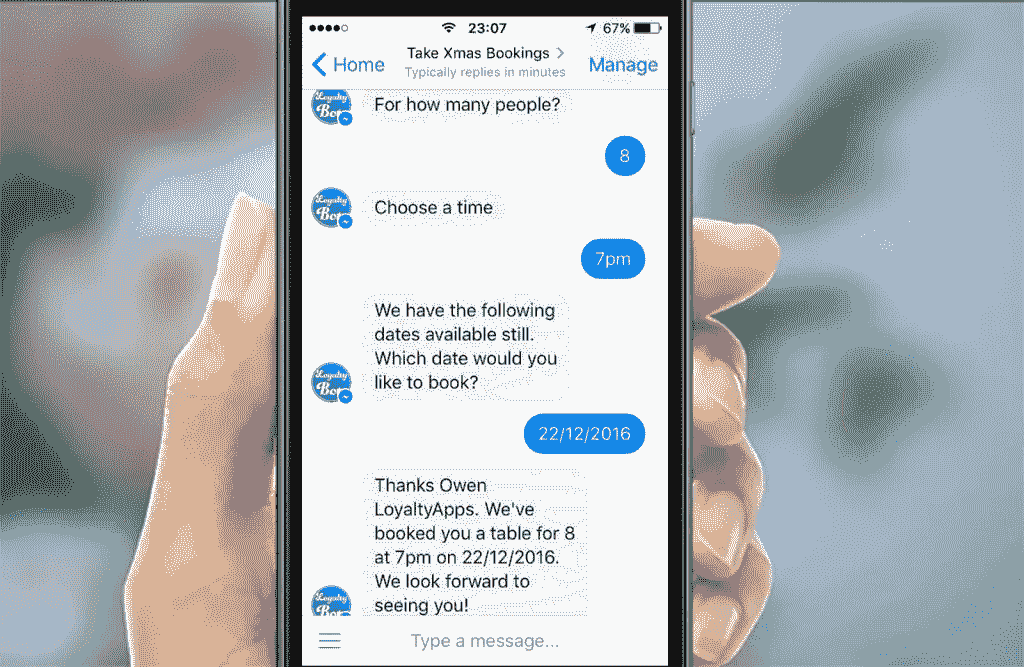 23:07
67%
Home
Take Xmas Bookings
Typically replies in minutes
Manage
Loyalty
Bot
For how many people?
8
Loyalty
Bot
Choose a time
7pm
We have the following
dates available still.
Which date would you
like to book?
Loyalty
Bot
22/12/2016
Thanks Owen
LoyaltyApps. We've
booked you a table for 8
at 7pm on 22/12/2016.
We look forward to
seeing you!
Loyalty
Bot
Type a message...